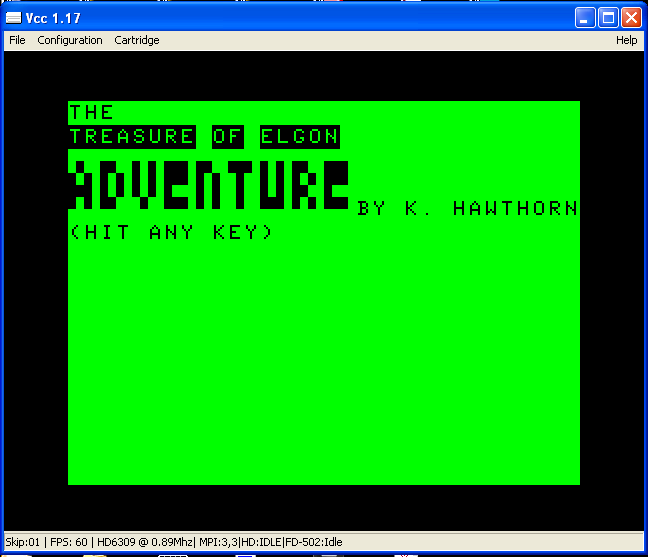 Vcc 1.17
File Configuration Cartridge Help
THE
TREASURE OF ELGON
ADVENTURE BY K. HAWTHORN
(HIT ANY KEY)
Skip:01 | FPS: 60 | HD6309 @ 0.89Mhz| MPI:3,3|HD:IDLE|FD-502:Idle